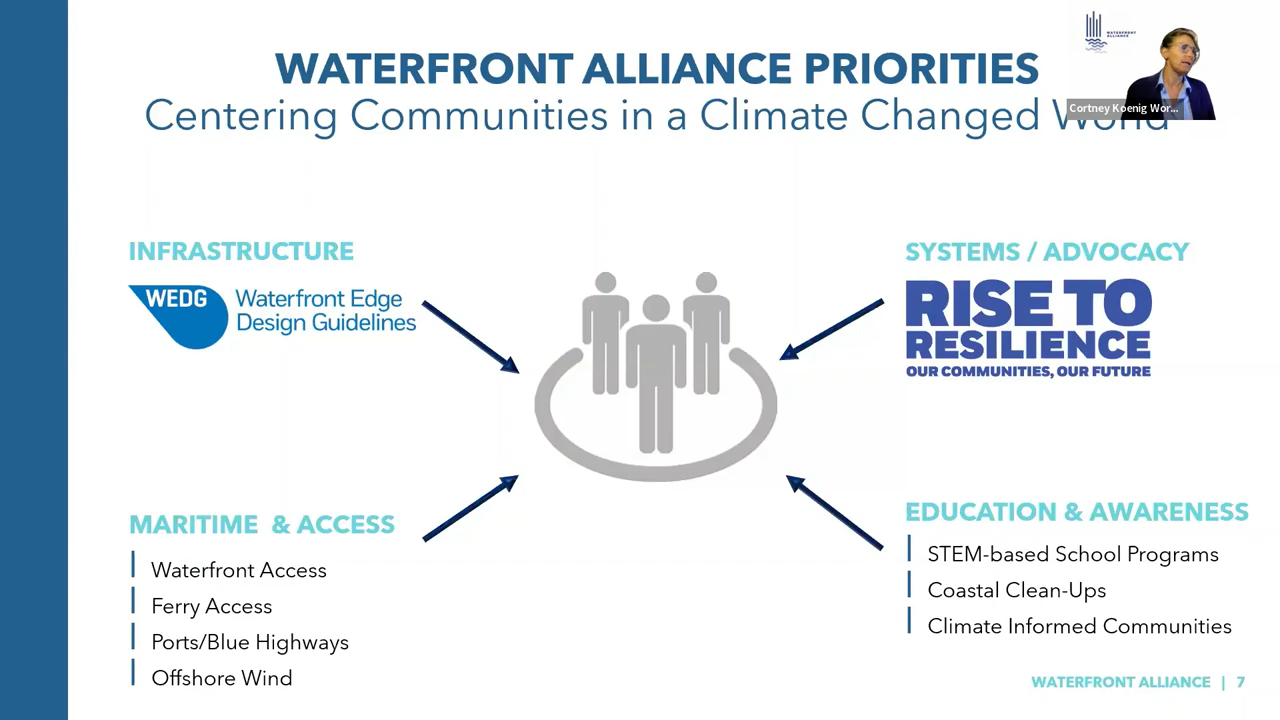 WATERFRONT ALLIANCE PRIORITIES
Centering Communities in a Climate Changed World
WATERFRONT
ALLIANCE
Cortney Koenig Wor...
INFRASTRUCTURE
WEDG
Waterfront Edge
Design Guidelines
SYSTEMS / ADVOCACY
RISE TO
RESILIENCE
OUR COMMUNITIES, OUR FUTURE
MARITIME & ACCESS
Waterfront Access
Ferry Access
Ports/Blue Highways
Offshore Wind
EDUCATION & AWARENESS
STEM-based School Programs
Coastal Clean-Ups
Climate Informed Communities
WATERFRONT ALLIANCE | 7